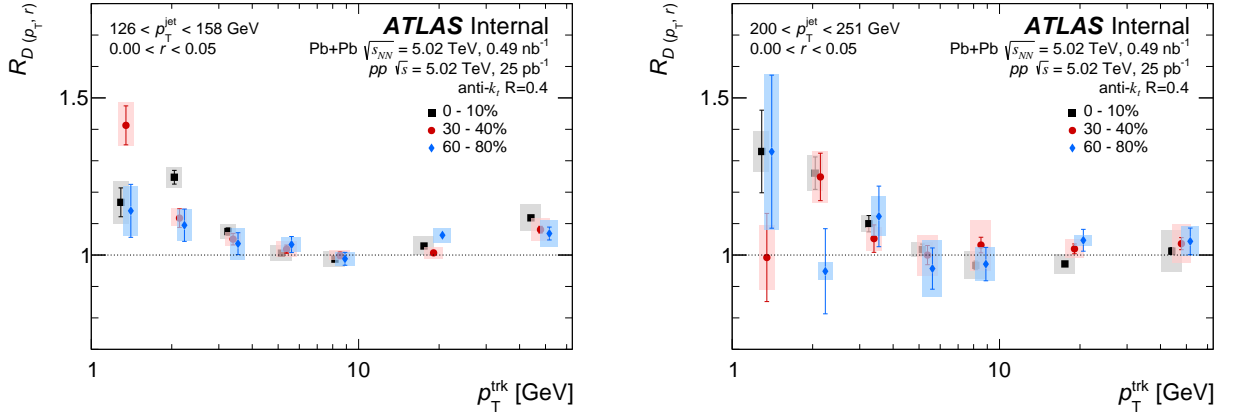 126 < p_T^jet < 158 GeV
0.00 < r < 0.05
ATLAS Internal
Pb+Pb √s_NN = 5.02 TeV, 0.49 nb⁻¹
pp √s = 5.02 TeV, 25 pb⁻¹
anti-k_t R=0.4
0 - 10%
30 - 40%
60 - 80%
R_D (p_T, r)
1.5
1
1 10
p_T^trk [GeV]
200 < p_T^jet < 251 GeV
0.00 < r < 0.05
ATLAS Internal
Pb+Pb √s_NN = 5.02 TeV, 0.49 nb⁻¹
pp √s = 5.02 TeV, 25 pb⁻¹
anti-k_t R=0.4
0 - 10%
30 - 40%
60 - 80%
R_D (p_T, r)
1.5
1
1 10
p_T^trk [GeV]